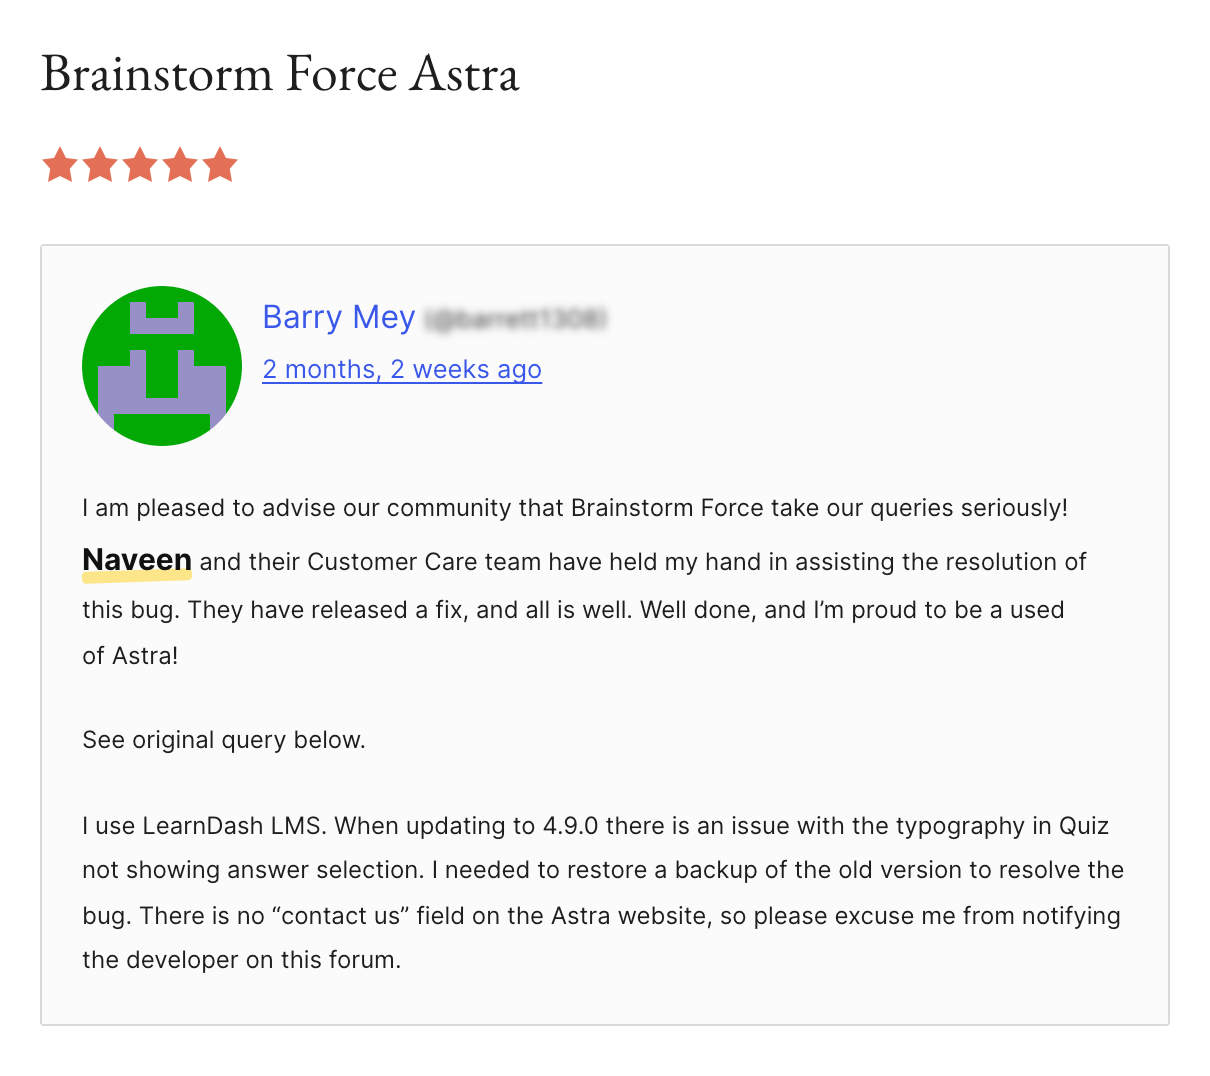 Brainstorm Force Astra
Barry Mey
2 months, 2 weeks ago
I am pleased to advise our community that Brainstorm Force take our queries seriously!
Naveen and their Customer Care team have held my hand in assisting the resolution of
this bug. They have released a fix, and all is well. Well done, and I’m proud to be a used
of Astra!
See original query below.
I use LearnDash LMS. When updating to 4.9.0 there is an issue with the typography in Quiz
not showing answer selection. I needed to restore a backup of the old version to resolve the
bug. There is no “contact us” field on the Astra website, so please excuse me from notifying
the developer on this forum.